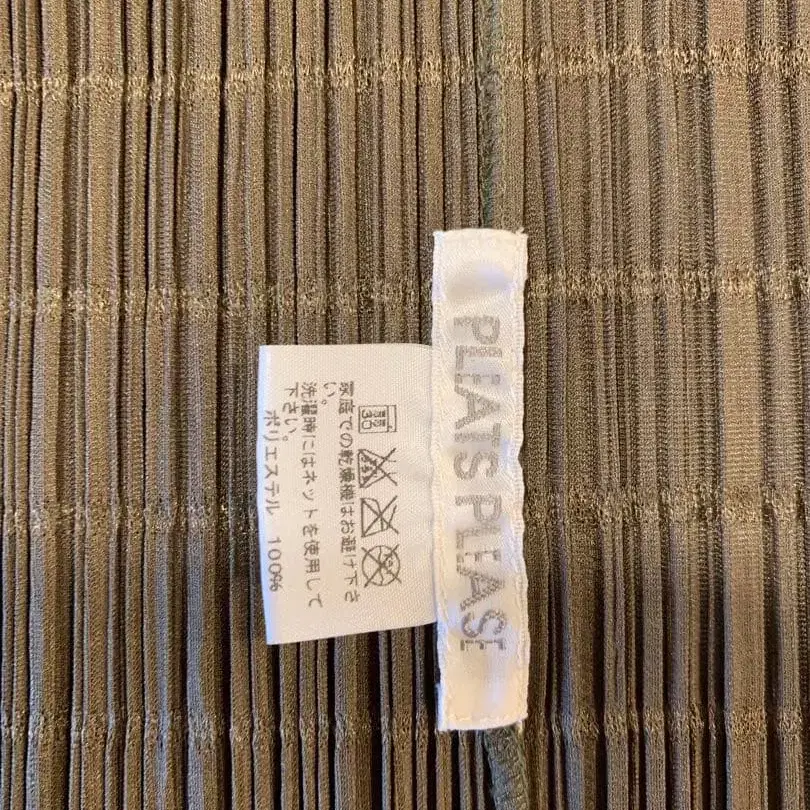 PLEATS PLEASE
弱
30
家庭での乾燥機はお避け下さ
い。
洗濯時にはネットを使用して
下さい。
ポリエステル 100%